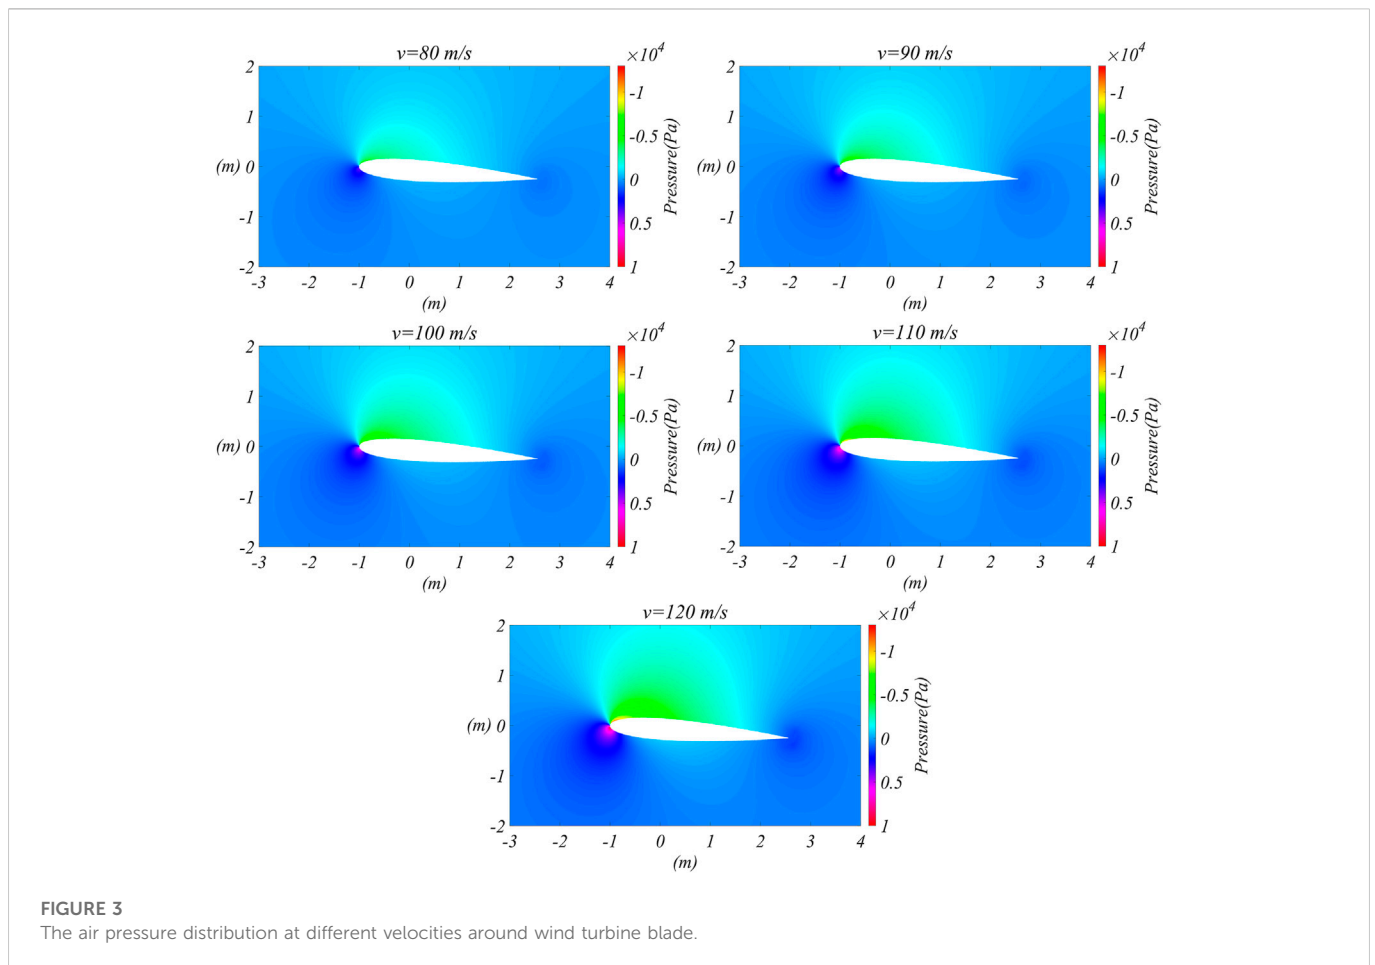 v=80 m/s
×10⁴
2
1
(m) 0
-1
-2
-3 -2 -1 0 1 2 3 4
(m)
-1
-0.5
0
0.5
1
Pressure(Pa)
v=90 m/s
×10⁴
2
1
(m) 0
-1
-2
-3 -2 -1 0 1 2 3 4
(m)
-1
-0.5
0
0.5
1
Pressure(Pa)
v=100 m/s
×10⁴
2
1
(m) 0
-1
-2
-3 -2 -1 0 1 2 3 4
(m)
-1
-0.5
0
0.5
1
Pressure(Pa)
v=110 m/s
×10⁴
2
1
(m) 0
-1
-2
-3 -2 -1 0 1 2 3 4
(m)
-1
-0.5
0
0.5
1
Pressure(Pa)
v=120 m/s
×10⁴
2
1
(m) 0
-1
-2
-3 -2 -1 0 1 2 3 4
(m)
-1
-0.5
0
0.5
1
Pressure(Pa)
FIGURE 3
The air pressure distribution at different velocities around wind turbine blade.